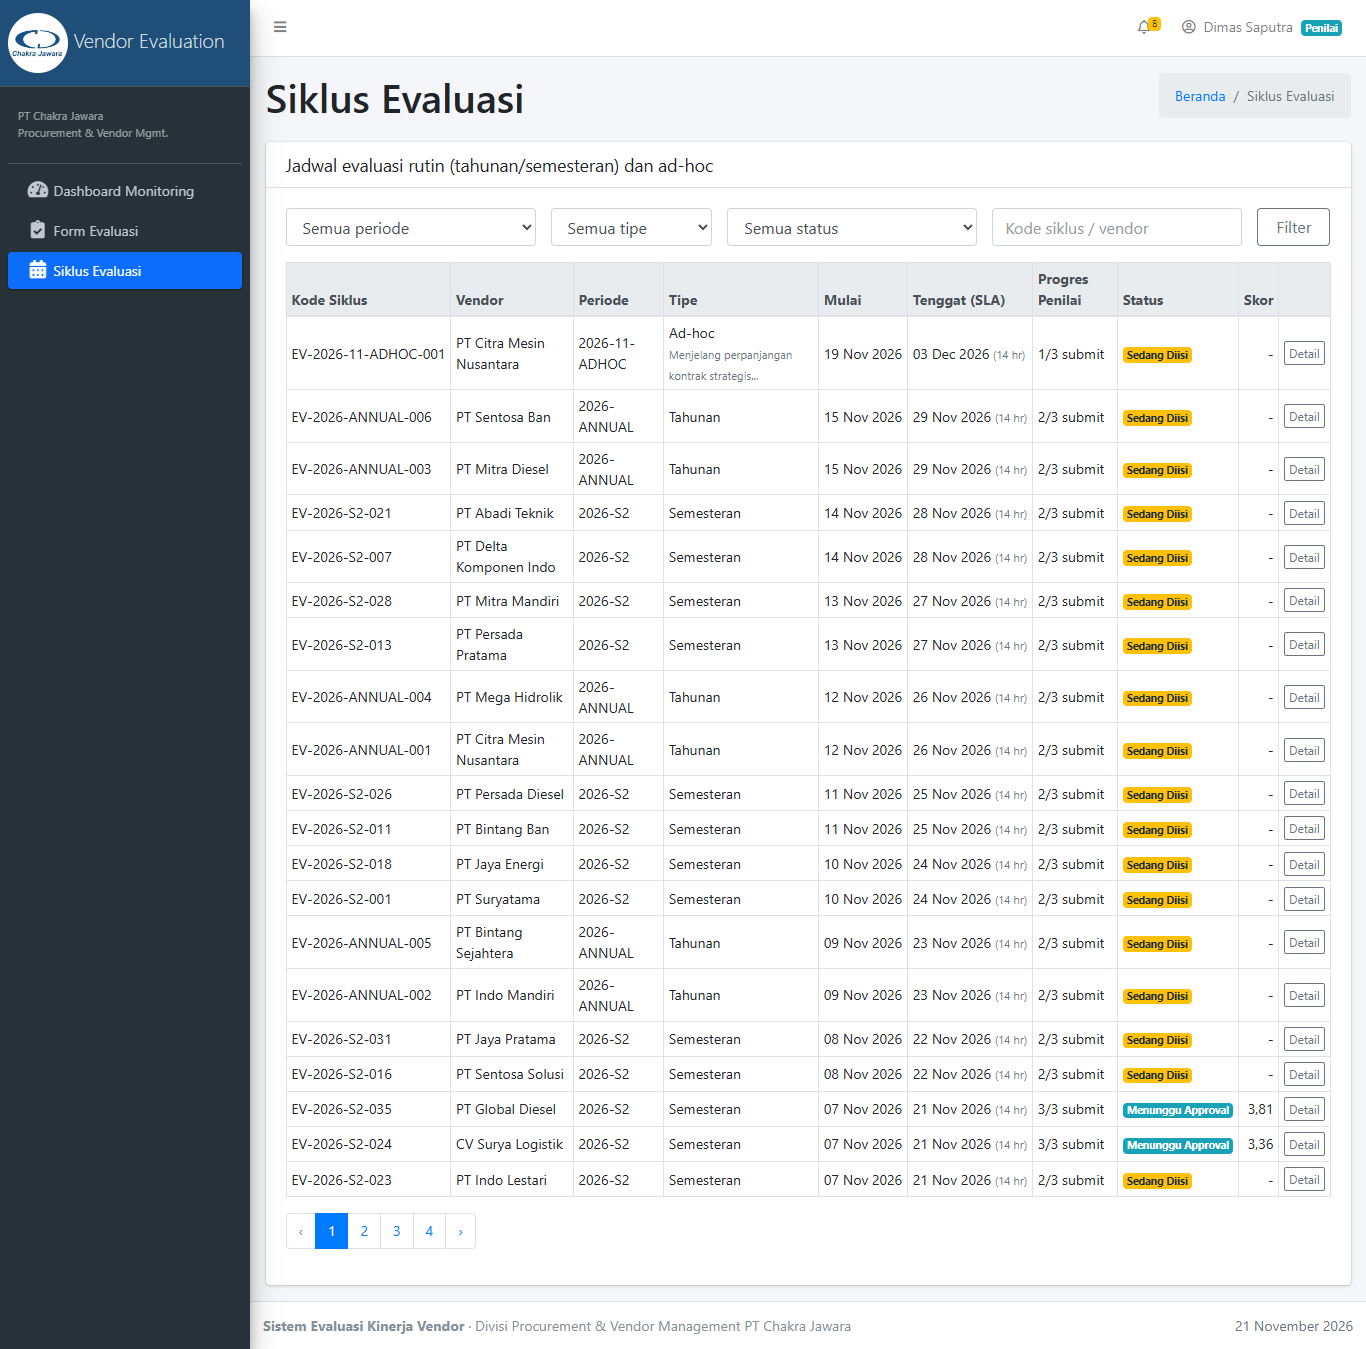 Chakra Jawara
Vendor Evaluation
8
Dimas Saputra Penilai
PT Chakra Jawara
Procurement & Vendor Mgmt.
Dashboard Monitoring
Form Evaluasi
Siklus Evaluasi
Siklus Evaluasi
Beranda / Siklus Evaluasi
Jadwal evaluasi rutin (tahunan/semesteran) dan ad-hoc
Semua periode Semua tipe Semua status Kode siklus / vendor Filter
Kode Siklus Vendor Periode Tipe Mulai Tenggat (SLA) Progres Penilai Status Skor
EV-2026-11-ADHOC-001 PT Citra Mesin Nusantara 2026-11-ADHOC Ad-hoc Menjelang perpanjangan kontrak strategis... 19 Nov 2026 03 Dec 2026 (14 hr) 1/3 submit Sedang Diisi - Detail
EV-2026-ANNUAL-006 PT Sentosa Ban 2026-ANNUAL Tahunan 15 Nov 2026 29 Nov 2026 (14 hr) 2/3 submit Sedang Diisi - Detail
EV-2026-ANNUAL-003 PT Mitra Diesel 2026-ANNUAL Tahunan 15 Nov 2026 29 Nov 2026 (14 hr) 2/3 submit Sedang Diisi - Detail
EV-2026-S2-021 PT Abadi Teknik 2026-S2 Semesteran 14 Nov 2026 28 Nov 2026 (14 hr) 2/3 submit Sedang Diisi - Detail
EV-2026-S2-007 PT Delta Komponen Indo 2026-S2 Semesteran 14 Nov 2026 28 Nov 2026 (14 hr) 2/3 submit Sedang Diisi - Detail
EV-2026-S2-028 PT Mitra Mandiri 2026-S2 Semesteran 13 Nov 2026 27 Nov 2026 (14 hr) 2/3 submit Sedang Diisi - Detail
EV-2026-S2-013 PT Persada Pratama 2026-S2 Semesteran 13 Nov 2026 27 Nov 2026 (14 hr) 2/3 submit Sedang Diisi - Detail
EV-2026-ANNUAL-004 PT Mega Hidrolik 2026-ANNUAL Tahunan 12 Nov 2026 26 Nov 2026 (14 hr) 2/3 submit Sedang Diisi - Detail
EV-2026-ANNUAL-001 PT Citra Mesin Nusantara 2026-ANNUAL Tahunan 12 Nov 2026 26 Nov 2026 (14 hr) 2/3 submit Sedang Diisi - Detail
EV-2026-S2-026 PT Persada Diesel 2026-S2 Semesteran 11 Nov 2026 25 Nov 2026 (14 hr) 2/3 submit Sedang Diisi - Detail
EV-2026-S2-011 PT Bintang Ban 2026-S2 Semesteran 11 Nov 2026 25 Nov 2026 (14 hr) 2/3 submit Sedang Diisi - Detail
EV-2026-S2-018 PT Jaya Energi 2026-S2 Semesteran 10 Nov 2026 24 Nov 2026 (14 hr) 2/3 submit Sedang Diisi - Detail
EV-2026-S2-001 PT Suryatama 2026-S2 Semesteran 10 Nov 2026 24 Nov 2026 (14 hr) 2/3 submit Sedang Diisi - Detail
EV-2026-ANNUAL-005 PT Bintang Sejahtera 2026-ANNUAL Tahunan 09 Nov 2026 23 Nov 2026 (14 hr) 2/3 submit Sedang Diisi - Detail
EV-2026-ANNUAL-002 PT Indo Mandiri 2026-ANNUAL Tahunan 09 Nov 2026 23 Nov 2026 (14 hr) 2/3 submit Sedang Diisi - Detail
EV-2026-S2-031 PT Jaya Pratama 2026-S2 Semesteran 08 Nov 2026 22 Nov 2026 (14 hr) 2/3 submit Sedang Diisi - Detail
EV-2026-S2-016 PT Sentosa Solusi 2026-S2 Semesteran 08 Nov 2026 22 Nov 2026 (14 hr) 2/3 submit Sedang Diisi - Detail
EV-2026-S2-035 PT Global Diesel 2026-S2 Semesteran 07 Nov 2026 21 Nov 2026 (14 hr) 3/3 submit Menunggu Approval 3,81 Detail
EV-2026-S2-024 CV Surya Logistik 2026-S2 Semesteran 07 Nov 2026 21 Nov 2026 (14 hr) 3/3 submit Menunggu Approval 3,36 Detail
EV-2026-S2-023 PT Indo Lestari 2026-S2 Semesteran 07 Nov 2026 21 Nov 2026 (14 hr) 2/3 submit Sedang Diisi - Detail
‹ 1 2 3 4 ›
Sistem Evaluasi Kinerja Vendor · Divisi Procurement & Vendor Management PT Chakra Jawara
21 November 2026